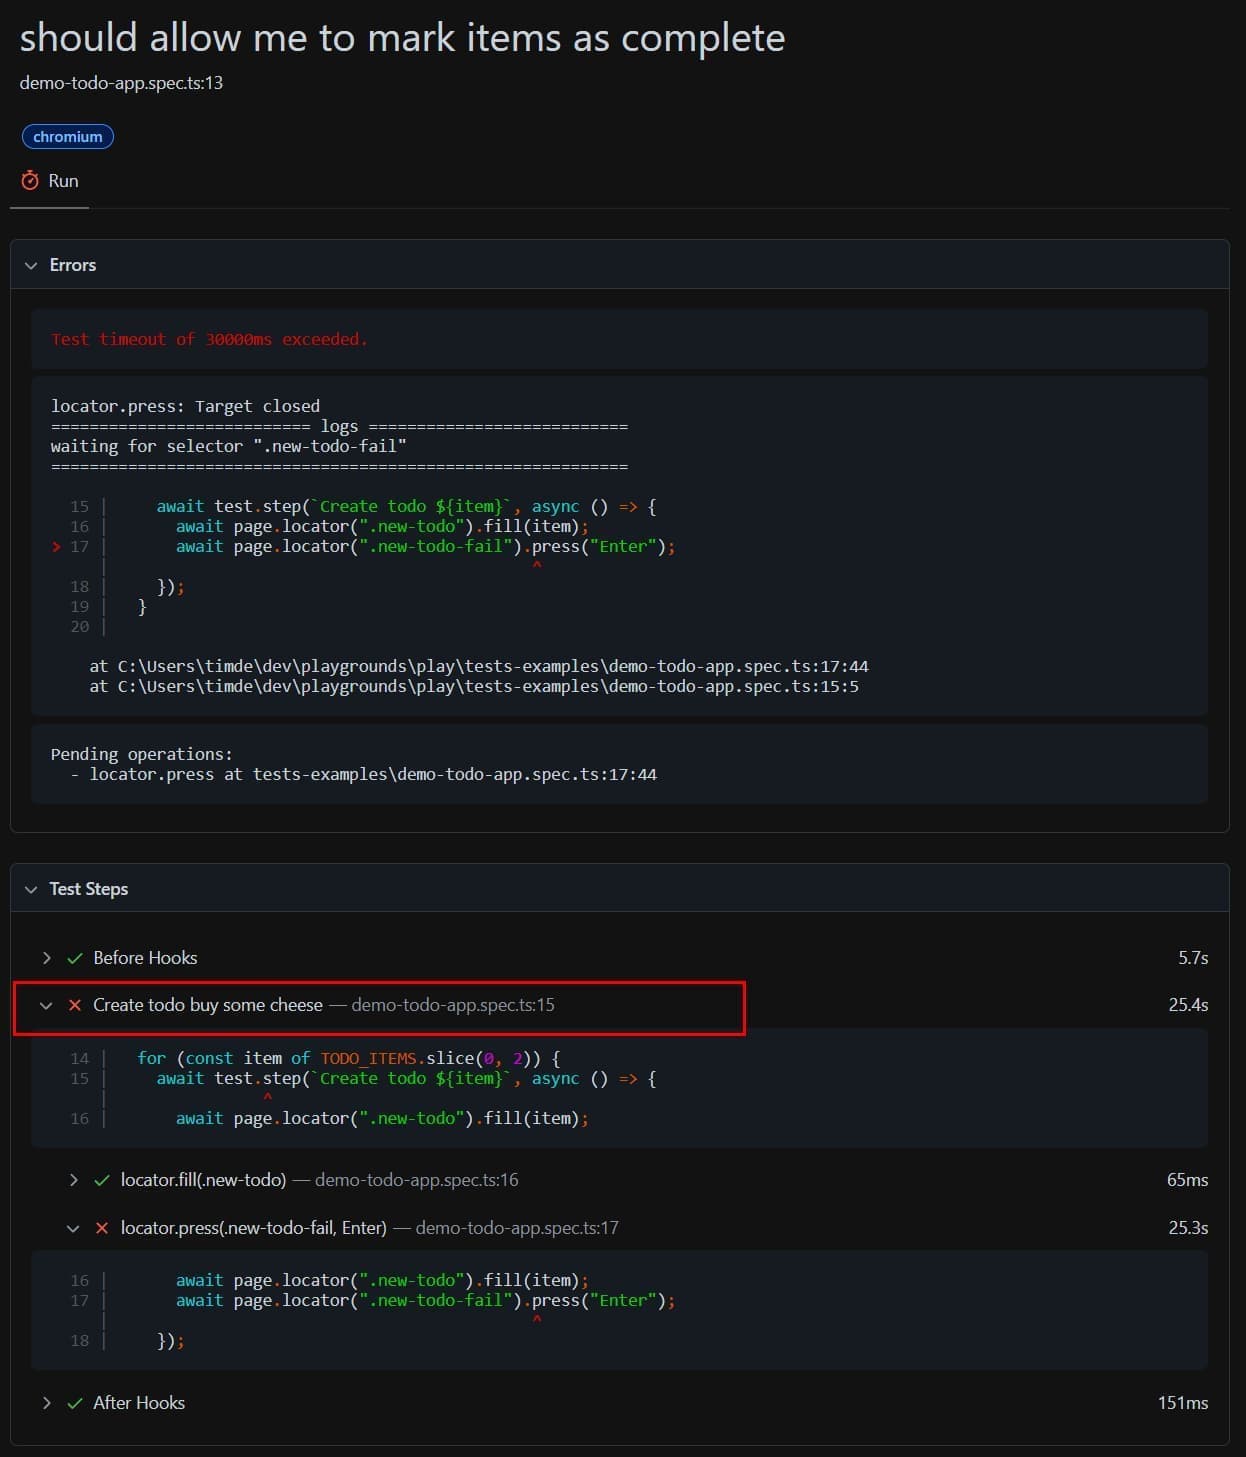 should allow me to mark items as complete
demo-todo-app.spec.ts:13
chromium
Run
Errors
Test timeout of 30000ms exceeded.
locator.press: Target closed
=========================== logs ===========================
waiting for selector ".new-todo-fail"
============================================================
15 |     await test.step(`Create todo ${item}`, async () => {
16 |       await page.locator(".new-todo").fill(item);
> 17 |       await page.locator(".new-todo-fail").press("Enter");
|                                            ^
18 |     });
19 |   }
20 |
at C:\Users\timde\dev\playgrounds\play\tests-examples\demo-todo-app.spec.ts:17:44
at C:\Users\timde\dev\playgrounds\play\tests-examples\demo-todo-app.spec.ts:15:5
Pending operations:
- locator.press at tests-examples\demo-todo-app.spec.ts:17:44
Test Steps
Before Hooks 5.7s
Create todo buy some cheese — demo-todo-app.spec.ts:15 25.4s
14 |   for (const item of TODO_ITEMS.slice(0, 2)) {
15 |     await test.step(`Create todo ${item}`, async () => {
|                ^
16 |       await page.locator(".new-todo").fill(item);
locator.fill(.new-todo) — demo-todo-app.spec.ts:16 65ms
locator.press(.new-todo-fail, Enter) — demo-todo-app.spec.ts:17 25.3s
16 |       await page.locator(".new-todo").fill(item);
17 |       await page.locator(".new-todo-fail").press("Enter");
|                                            ^
18 |     });
After Hooks 151ms